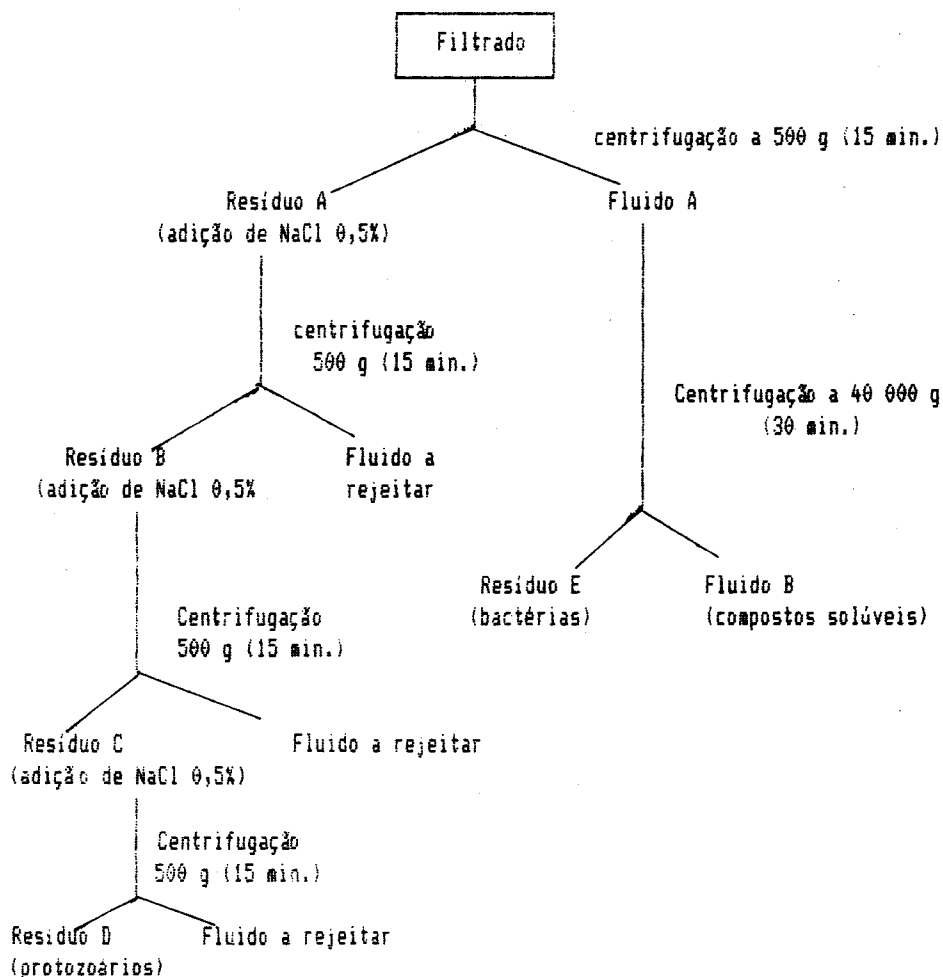 Filtrado
centrifugação a 500 g (15 min.)
Resíduo A
(adição de NaCl 0,5%)
Fluido A
centrifugação
500 g (15 min.)
Centrifugação a 40 000 g
(30 min.)
Resíduo B
(adição de NaCl 0,5%
Fluido a
rejeitar
Resíduo E
(bactérias)
Fluido B
(compostos solúveis)
Centrifugação
500 g (15 min.)
Resíduo C
(adição de NaCl 0,5%)
Fluido a rejeitar
Centrifugação
500 g (15 min.)
Resíduo D
(protozoários)
Fluido a rejeitar